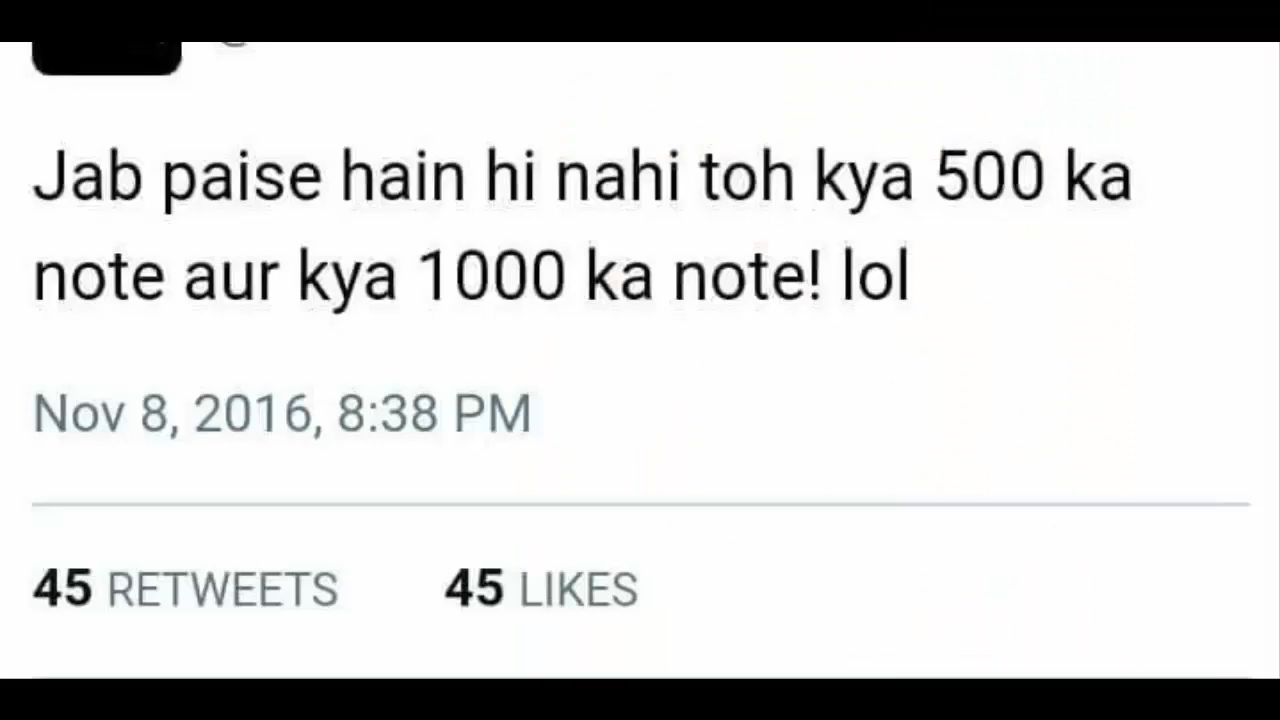 Jab paise hain hi nahi toh kya 500 ka
note aur kya 1000 ka note! lol
Nov 8, 2016, 8:38 PM
45 RETWEETS 45 LIKES